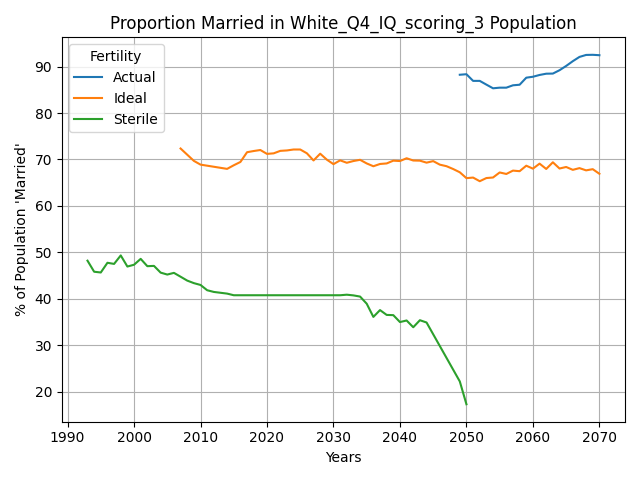 Proportion Married in White_Q4_IQ_scoring_3 Population
Fertility
Actual
Ideal
Sterile
% of Population 'Married'
90
80
70
60
50
40
30
20
1990 2000 2010 2020 2030 2040 2050 2060 2070
Years